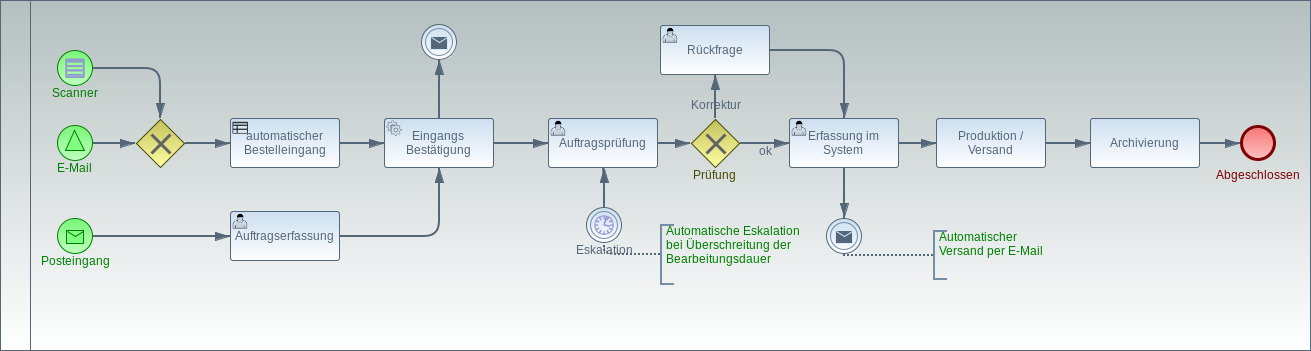 Scanner
E-Mail
Posteingang
automatischer
Bestelleingang
Auftragserfassung
Eingangs
Bestätigung
Auftragsprüfung
Eskalation
Automatische Eskalation
bei Überschreitung der
Bearbeitungsdauer
Rückfrage
Korrektur
Prüfung
ok
Erfassung im
System
Automatischer
Versand per E-Mail
Produktion /
Versand
Archivierung
Abgeschlossen